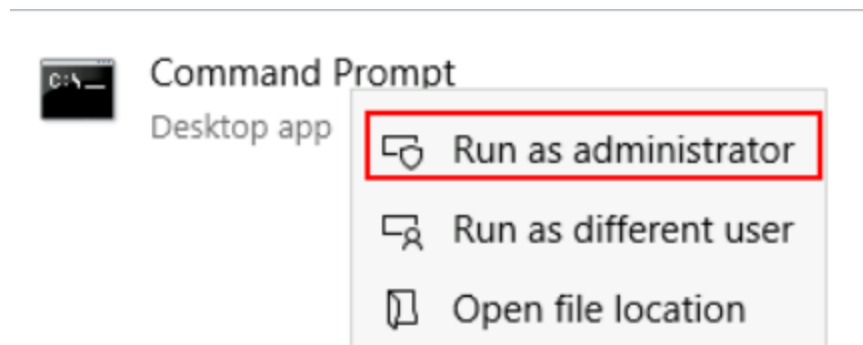 C:\_
Command Prompt
Desktop app
Run as administrator
Run as different user
Open file location